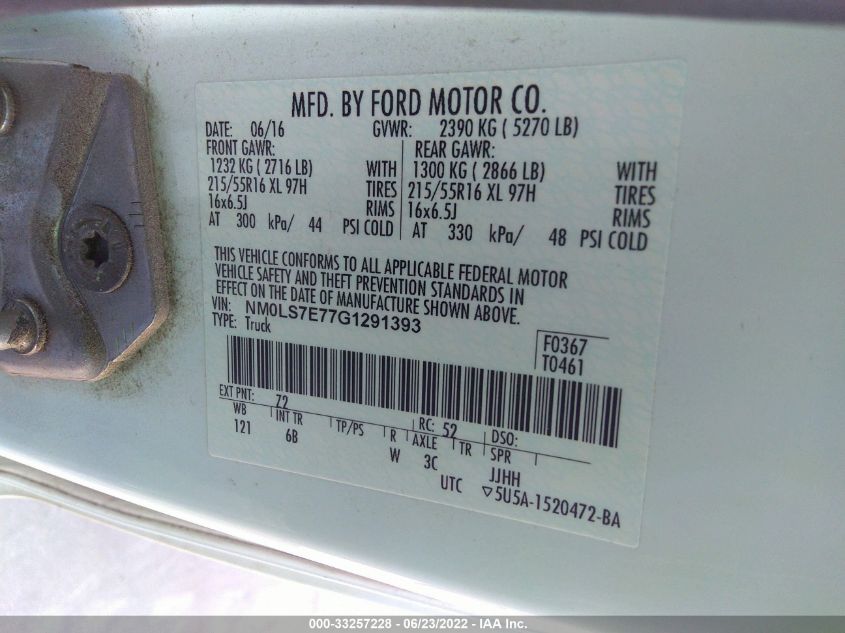 MFD. BY FORD MOTOR CO.
DATE: 06/16 GVWR: 2390 KG ( 5270 LB)
FRONT GAWR: REAR GAWR:
1232 KG ( 2716 LB) WITH 1300 KG ( 2866 LB) WITH
215/55R16 XL 97H TIRES 215/55R16 XL 97H TIRES
16x6.5J RIMS 16x6.5J RIMS
AT 300 kPa/ 44 PSI COLD AT 330 kPa/ 48 PSI COLD
THIS VEHICLE CONFORMS TO ALL APPLICABLE FEDERAL MOTOR
VEHICLE SAFETY AND THEFT PREVENTION STANDARDS IN
EFFECT ON THE DATE OF MANUFACTURE SHOWN ABOVE.
VIN: NM0LS7E77G1291393
TYPE: Truck
F0367
T0461
EXT PNT: 7Z RC: 52 DSO:
WB INT TR TP/PS R AXLE TR SPR
121 6B W 3C JJHH
UTC ▽5U5A-1520472-BA
000-33257228 - 06/23/2022 - IAA Inc.